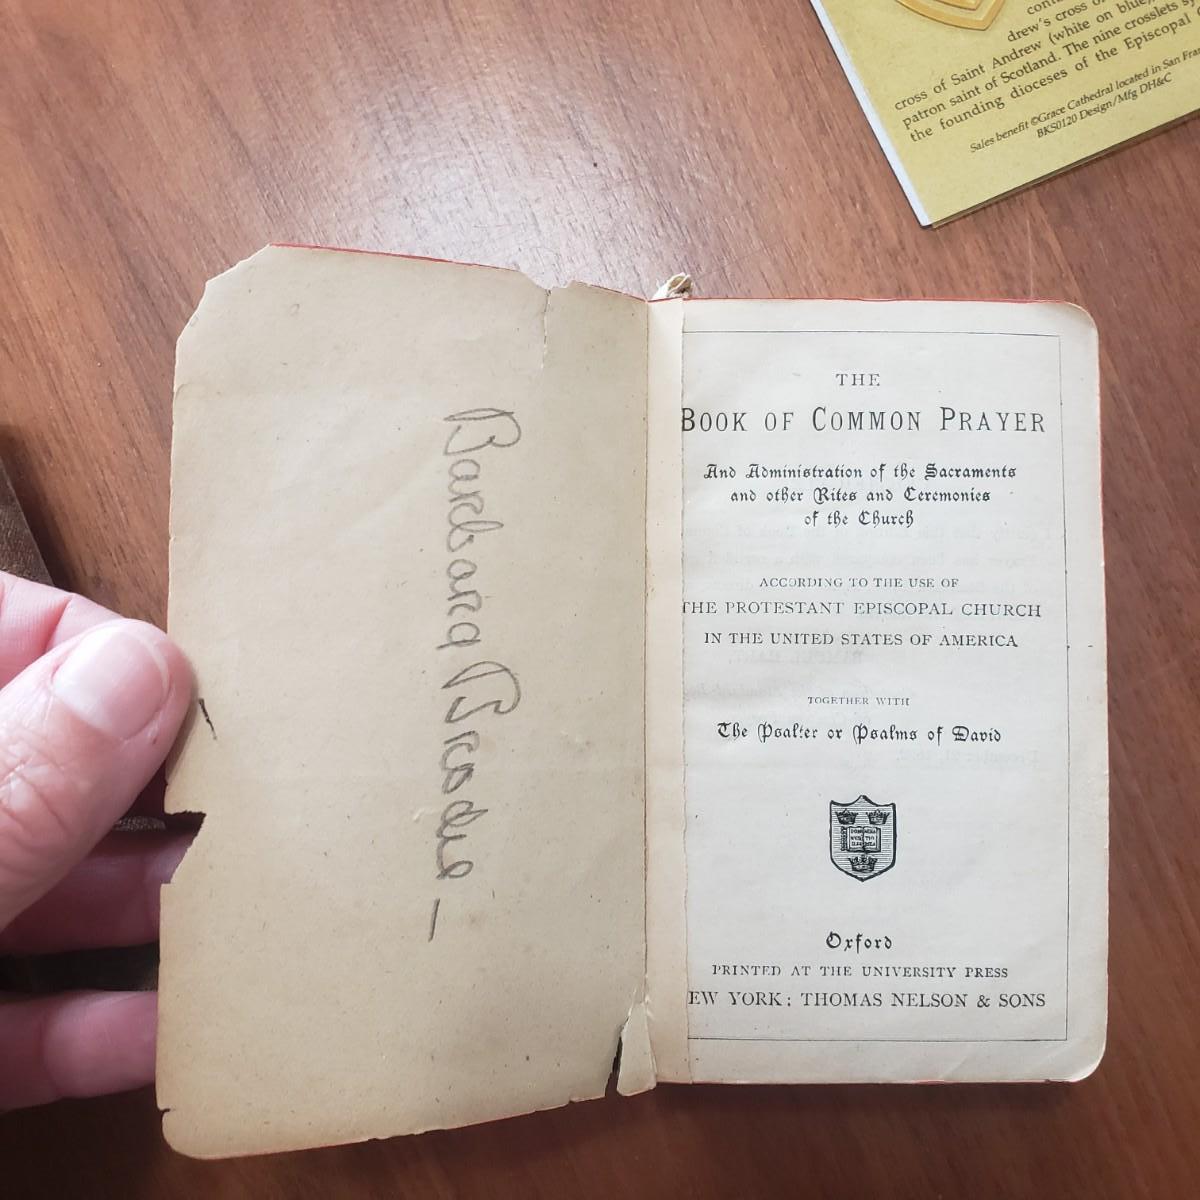 cross of Saint Andrew (white on blue),
patron saint of Scotland. The nine crosslets
the founding dioceses of the Episcopal
Sales benefit ©Grace Cathedral located in San Fran
BKS0120 Design/Mfg DH&C
Barbara Brodie –
THE
BOOK OF COMMON PRAYER
And Administration of the Sacraments
and other Rites and Ceremonies
of the Church
ACCORDING TO THE USE OF
THE PROTESTANT EPISCOPAL CHURCH
IN THE UNITED STATES OF AMERICA
TOGETHER WITH
The Psalter or Psalms of David
Oxford
PRINTED AT THE UNIVERSITY PRESS
EW YORK: THOMAS NELSON & SONS